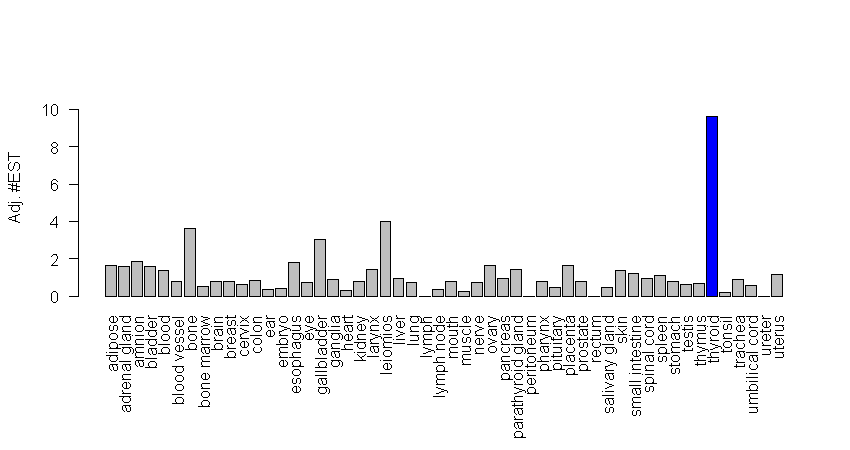 Adj. #EST
10
8
6
4
2
0
adipose
adrenal gland
amnion
bladder
blood
blood vessel
bone
bone marrow
brain
breast
cervix
colon
ear
embryo
esophagus
eye
gallbladder
ganglia
heart
kidney
larynx
leiomios
liver
lung
lymph
lymph node
mouth
muscle
nerve
ovary
pancreas
parathyroid gland
peritoneum
pharynx
pituitary
placenta
prostate
rectum
salivary gland
skin
small intestine
spinal cord
spleen
stomach
testis
thymus
thyroid
tonsil
trachea
umbilical cord
ureter
uterus